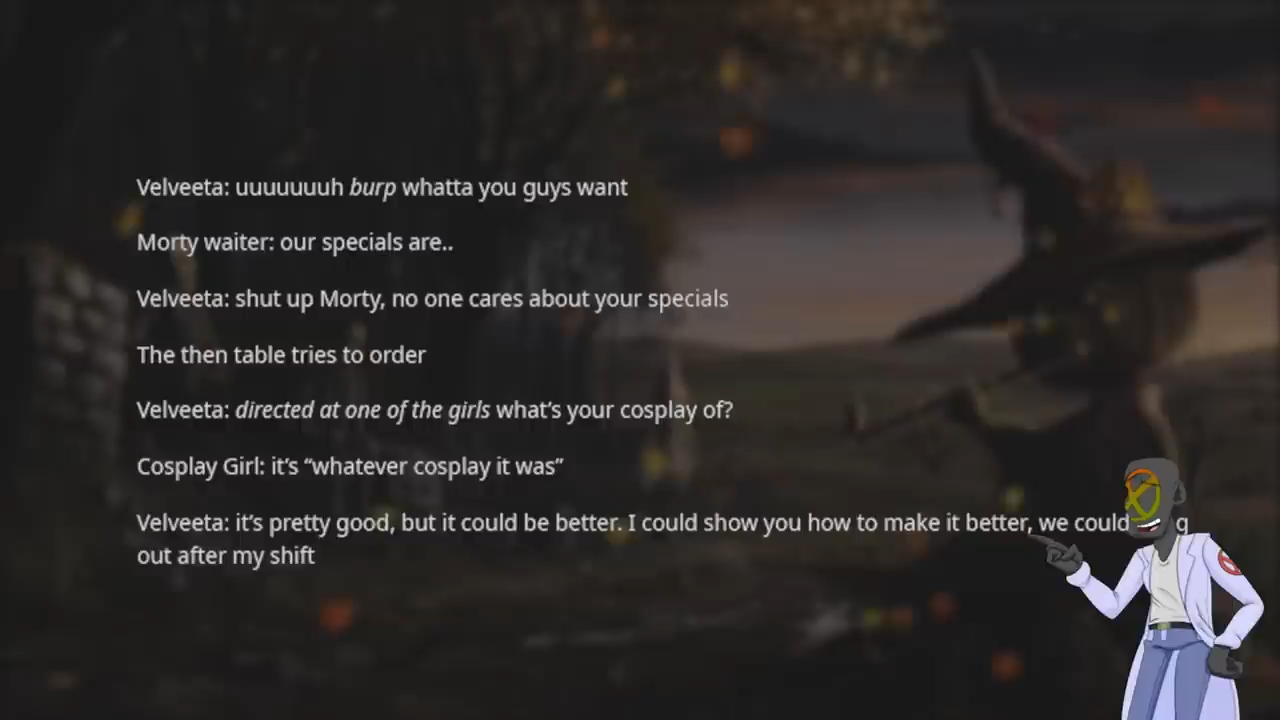 Velveeta: uuuuuuuh burp whatta you guys want
Morty waiter: our specials are..
Velveeta: shut up Morty, no one cares about your specials
The then table tries to order
Velveeta: directed at one of the girls what's your cosplay of?
Cosplay Girl: it's “whatever cosplay it was”
Velveeta: it's pretty good, but it could be better. I could show you how to make it better, we could
out after my shift